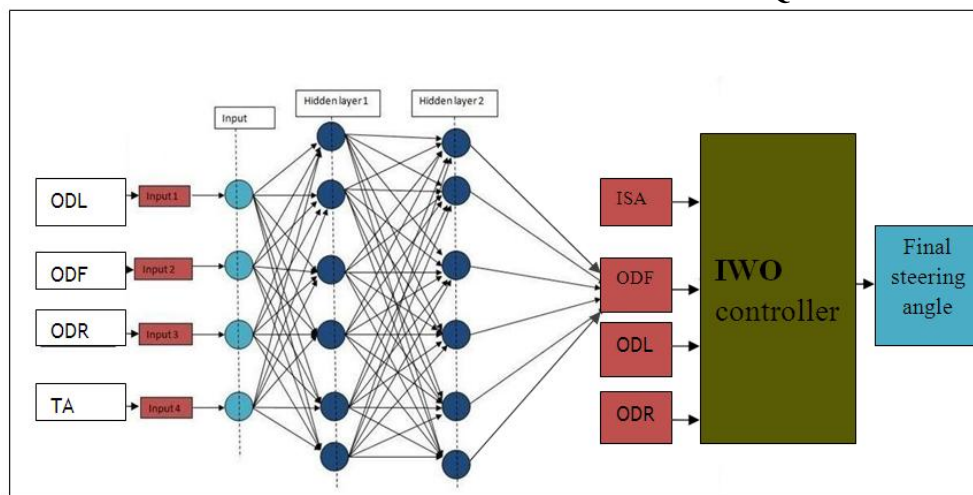 Hidden layer 1
Hidden layer 2
Input
ODL
Input 1
ODF
Input 2
ODR
Input 3
TA
Input 4
ISA
ODF
ODL
ODR
IWO
controller
Final
steering
angle